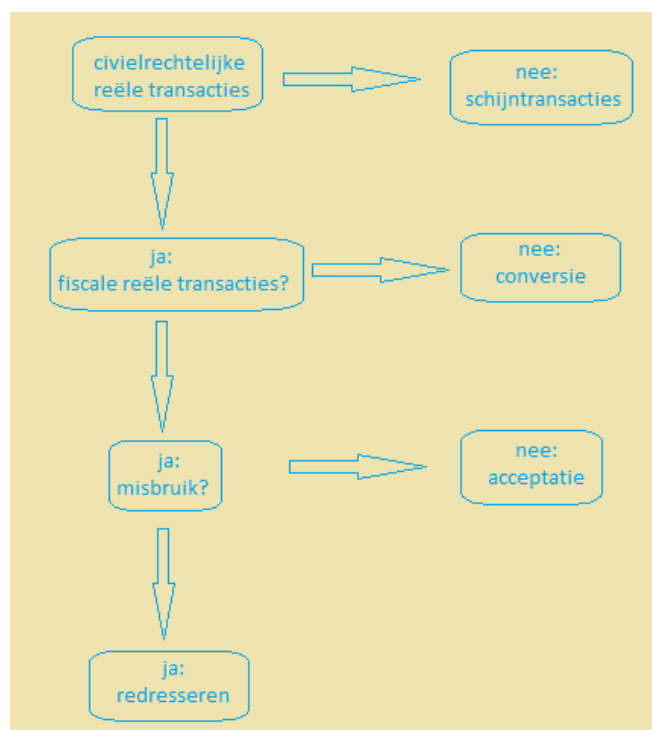 civielrechtelijke
reële transacties
nee:
schijntransacties
ja:
fiscale reële transacties?
nee:
conversie
ja:
misbruik?
nee:
acceptatie
ja:
redresseren